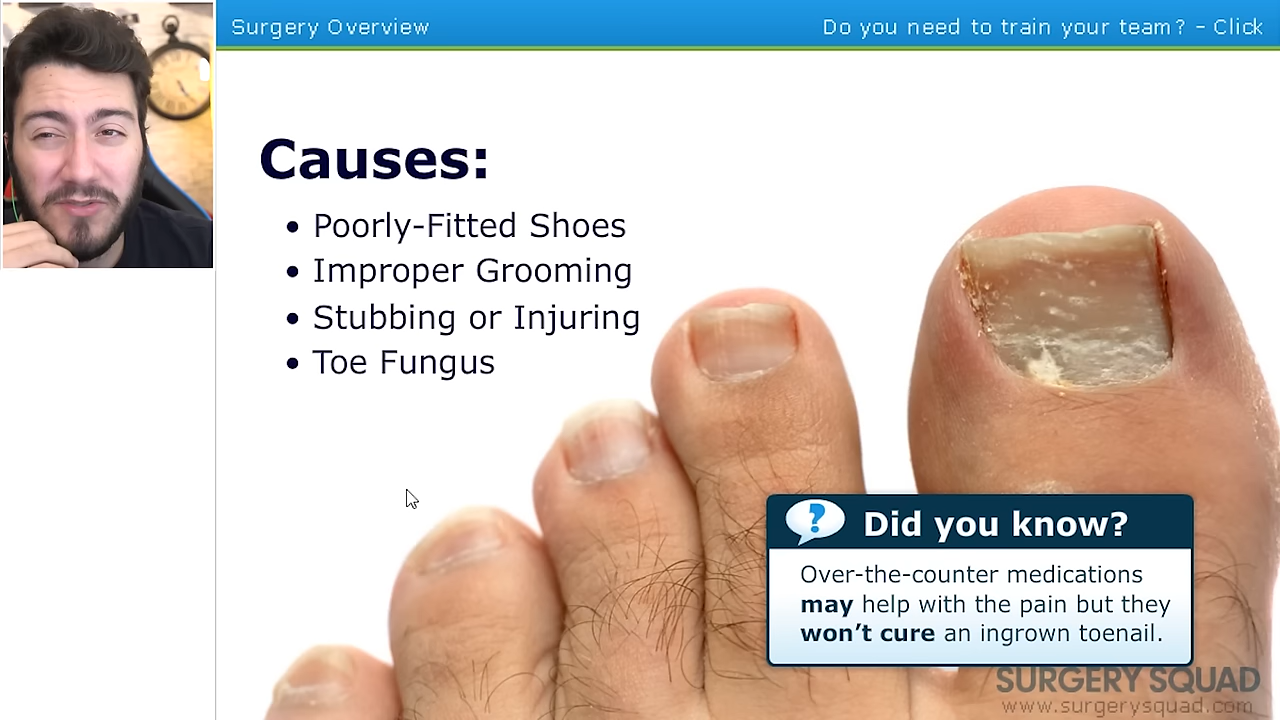 Surgery Overview
Do you need to train your team? - Click
Causes:
• Poorly-Fitted Shoes
• Improper Grooming
• Stubbing or Injuring
• Toe Fungus
Did you know?
Over-the-counter medications
may help with the pain but they
won't cure an ingrown toenail.
SURGERY SQUAD
www.surgerysquad.com